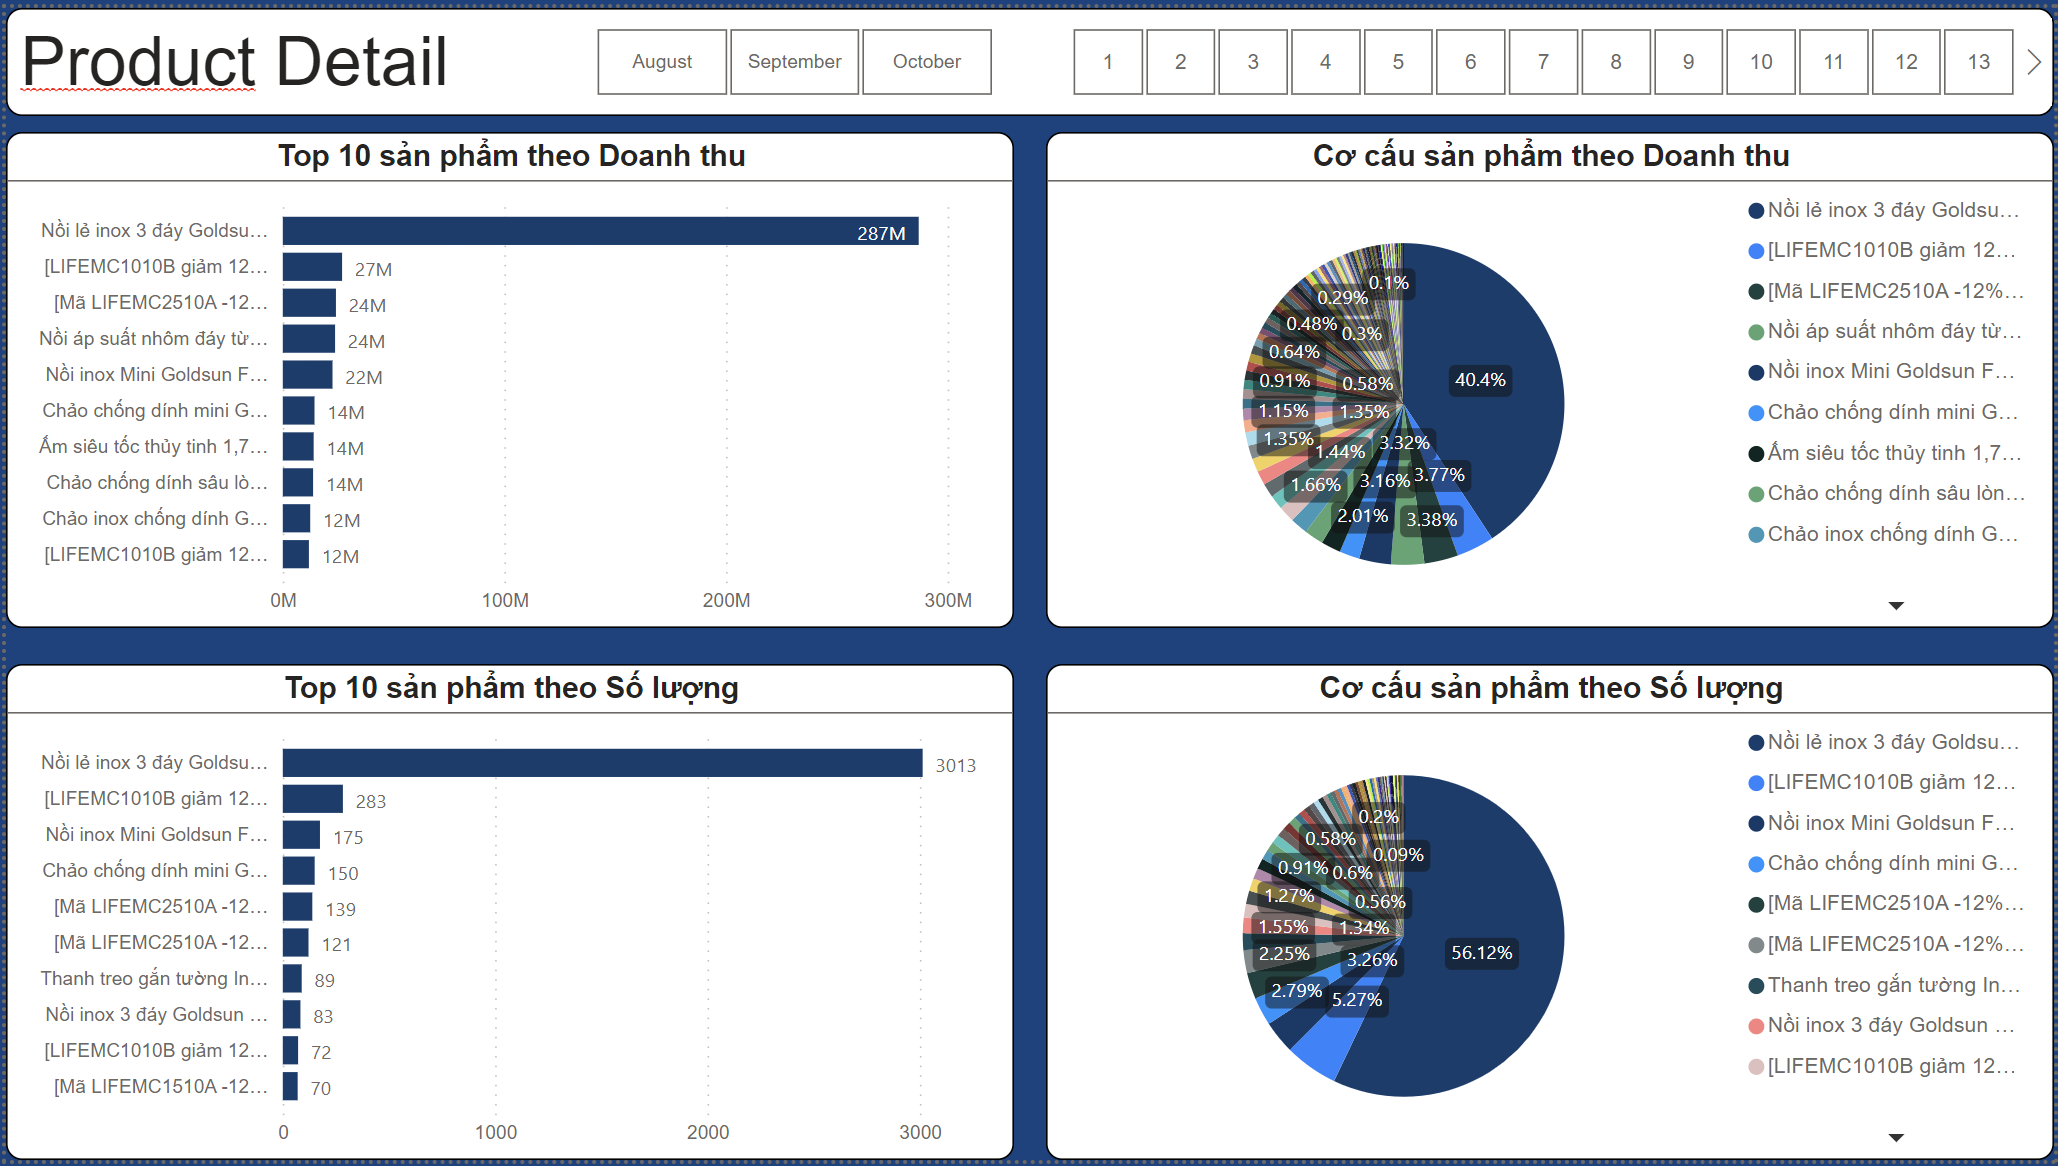 Product Detail
August
September
October
1
2
3
4
5
6
7
8
9
10
11
12
13
Top 10 sản phẩm theo Doanh thu
Nồi lẻ inox 3 đáy Goldsu...
287M
[LIFEMC1010B giảm 12...
27M
[Mã LIFEMC2510A -12...
24M
Nồi áp suất nhôm đáy từ...
24M
Nồi inox Mini Goldsun F...
22M
Chảo chống dính mini G...
14M
Ấm siêu tốc thủy tinh 1,7...
14M
Chảo chống dính sâu lò...
14M
Chảo inox chống dính G...
12M
[LIFEMC1010B giảm 12...
12M
0M
100M
200M
300M
Cơ cấu sản phẩm theo Doanh thu
0.1%
0.29%
0.48%
0.3%
0.64%
0.91%
0.58%
40.4%
1.15%
1.35%
1.35%
3.32%
1.44%
3.77%
1.66%
3.16%
2.01%
3.38%
Nồi lẻ inox 3 đáy Goldsu...
[LIFEMC1010B giảm 12...
[Mã LIFEMC2510A -12%...
Nồi áp suất nhôm đáy từ...
Nồi inox Mini Goldsun F...
Chảo chống dính mini G...
Ấm siêu tốc thủy tinh 1,7...
Chảo chống dính sâu lòn...
Chảo inox chống dính G...
Top 10 sản phẩm theo Số lượng
Nồi lẻ inox 3 đáy Goldsu...
3013
[LIFEMC1010B giảm 12...
283
Nồi inox Mini Goldsun F...
175
Chảo chống dính mini G...
150
[Mã LIFEMC2510A -12...
139
[Mã LIFEMC2510A -12...
121
Thanh treo gắn tường In...
89
Nồi inox 3 đáy Goldsun ...
83
[LIFEMC1010B giảm 12...
72
[Mã LIFEMC1510A -12...
70
0
1000
2000
3000
Cơ cấu sản phẩm theo Số lượng
0.2%
0.58%
0.09%
0.91%
0.6%
1.27%
0.56%
1.55%
1.34%
2.25%
3.26%
56.12%
2.79%
5.27%
Nồi lẻ inox 3 đáy Goldsu...
[LIFEMC1010B giảm 12...
Nồi inox Mini Goldsun F...
Chảo chống dính mini G...
[Mã LIFEMC2510A -12%...
[Mã LIFEMC2510A -12%...
Thanh treo gắn tường In...
Nồi inox 3 đáy Goldsun ...
[LIFEMC1010B giảm 12...